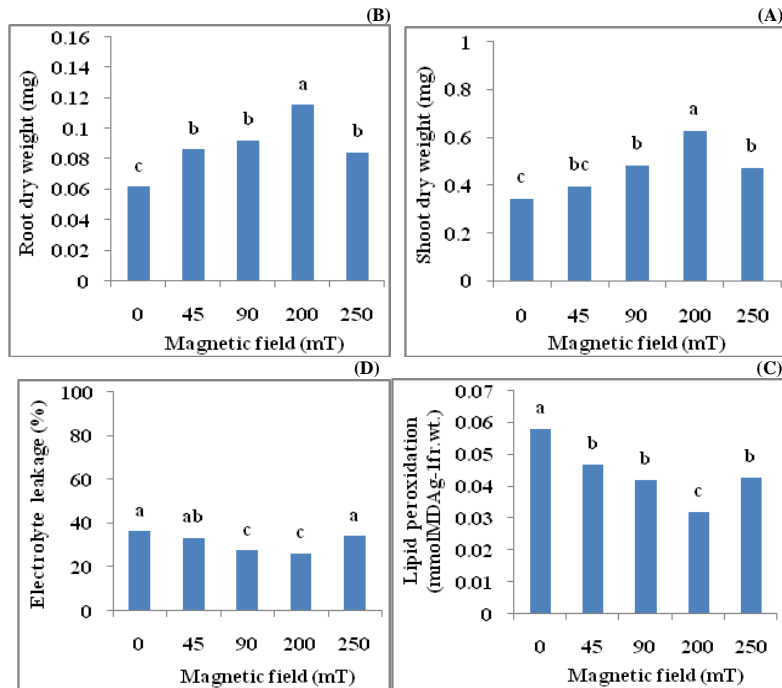 (B)
Root dry weight (mg)
0.16
0.14
0.12
0.1
0.08
0.06
0.04
0.02
0
c
b
b
a
b
0 45 90 200 250
Magnetic field (mT)
(A)
Shoot dry weight (mg)
1
0.8
0.6
0.4
0.2
0
c
bc
b
a
b
0 45 90 200 250
Magnetic field (mT)
(D)
Electrolyte leakage (%)
100
80
60
40
20
0
a
ab
c
c
a
0 45 90 200 250
Magnetic field (mT)
(C)
Lipid peroxidation
(mmolMDAg-1fr.wt.)
0.07
0.06
0.05
0.04
0.03
0.02
0.01
0
a
b
b
c
b
0 45 90 200 250
Magnetic field (mT)